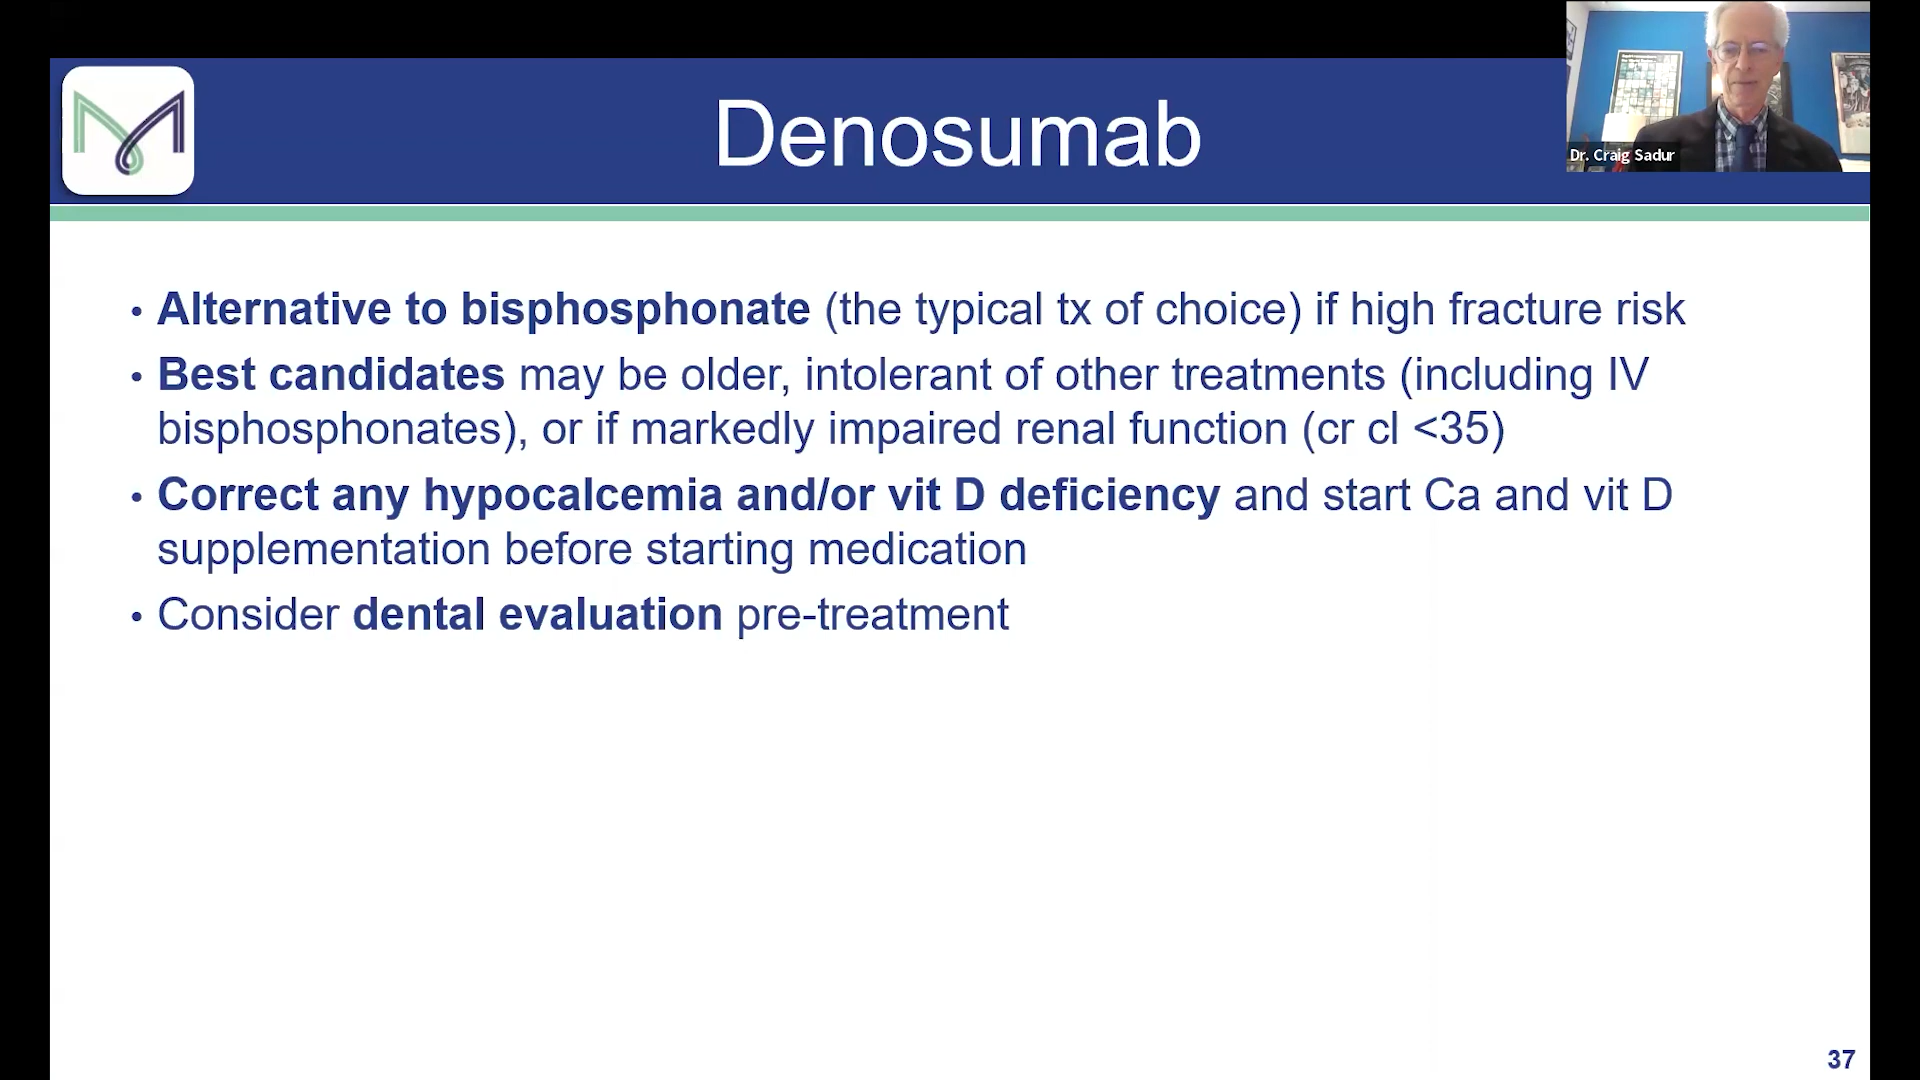 Denosumab
Dr. Craig Sadur
• Alternative to bisphosphonate (the typical tx of choice) if high fracture risk
• Best candidates may be older, intolerant of other treatments (including IV
bisphosphonates), or if markedly impaired renal function (cr cl <35)
• Correct any hypocalcemia and/or vit D deficiency and start Ca and vit D
supplementation before starting medication
• Consider dental evaluation pre-treatment
37